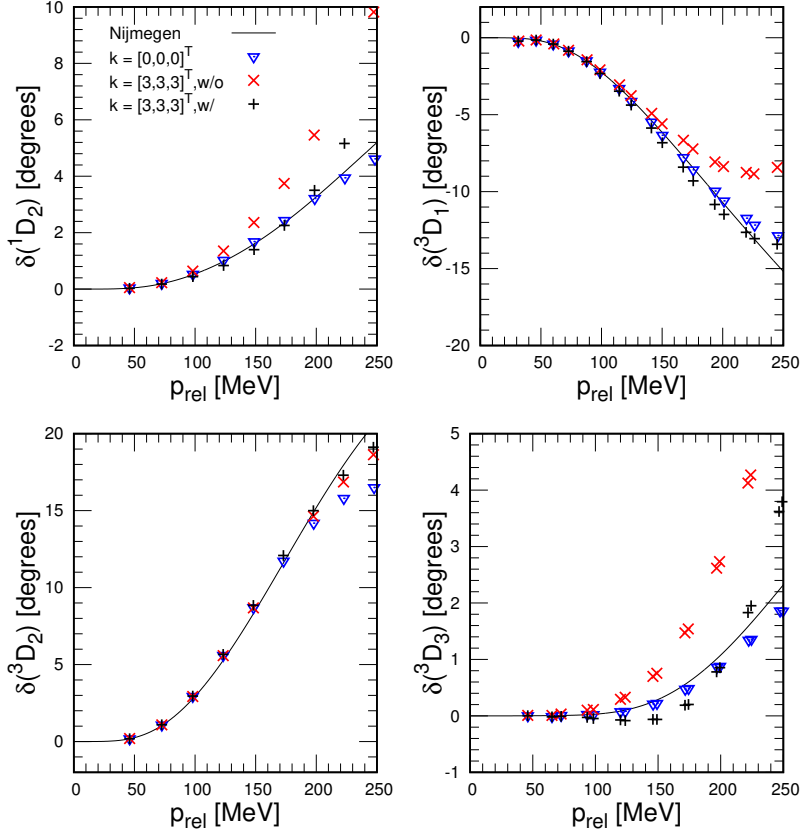 10
8
6
4
2
0
-2
δ(¹D₂) [degrees]
Nijmegen
k = [0,0,0]ᵀ
k = [3,3,3]ᵀ,w/o
k = [3,3,3]ᵀ,w/
0 50 100 150 200 250
p_rel [MeV]
0
-5
-10
-15
-20
δ(³D₁) [degrees]
0 50 100 150 200 250
p_rel [MeV]
20
15
10
5
0
δ(³D₂) [degrees]
0 50 100 150 200 250
p_rel [MeV]
5
4
3
2
1
0
-1
δ(³D₃) [degrees]
0 50 100 150 200 250
p_rel [MeV]